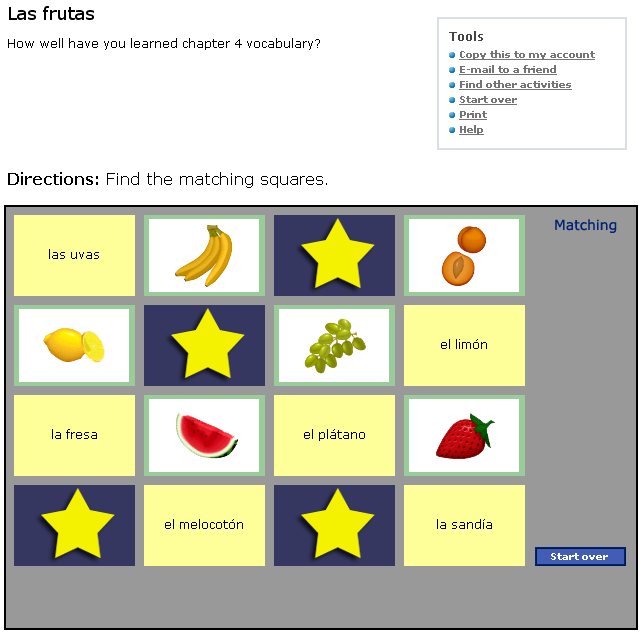 Las frutas
How well have you learned chapter 4 vocabulary?
Tools
Copy this to my account
E-mail to a friend
Find other activities
Start over
Print
Help
Directions: Find the matching squares.
Matching
las uvas
el limón
la fresa
el plátano
el melocotón
la sandía
Start over